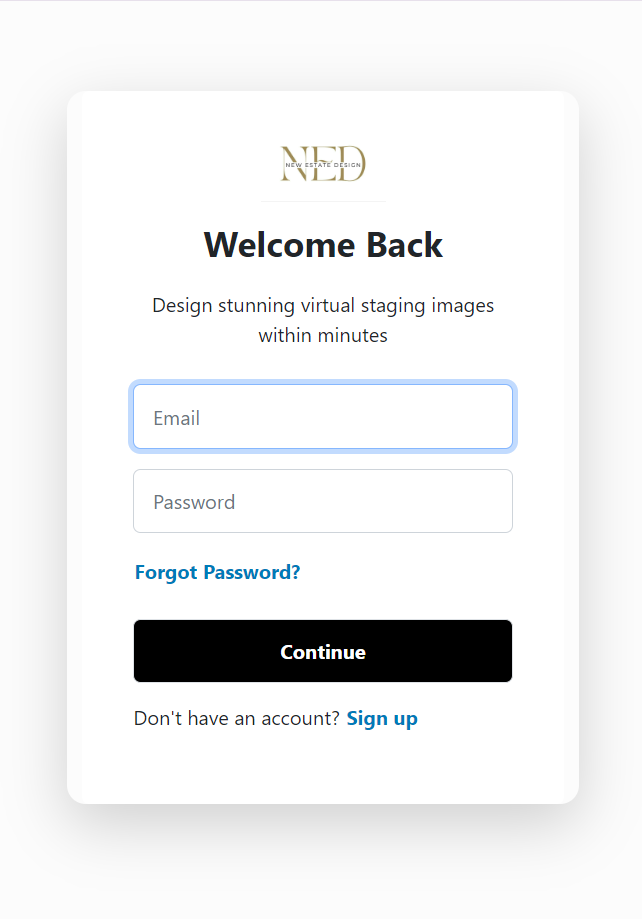 NED
NEW ESTATE DESIGN
Welcome Back
Design stunning virtual staging images
within minutes
Email
Password
Forgot Password?
Continue
Don't have an account? Sign up